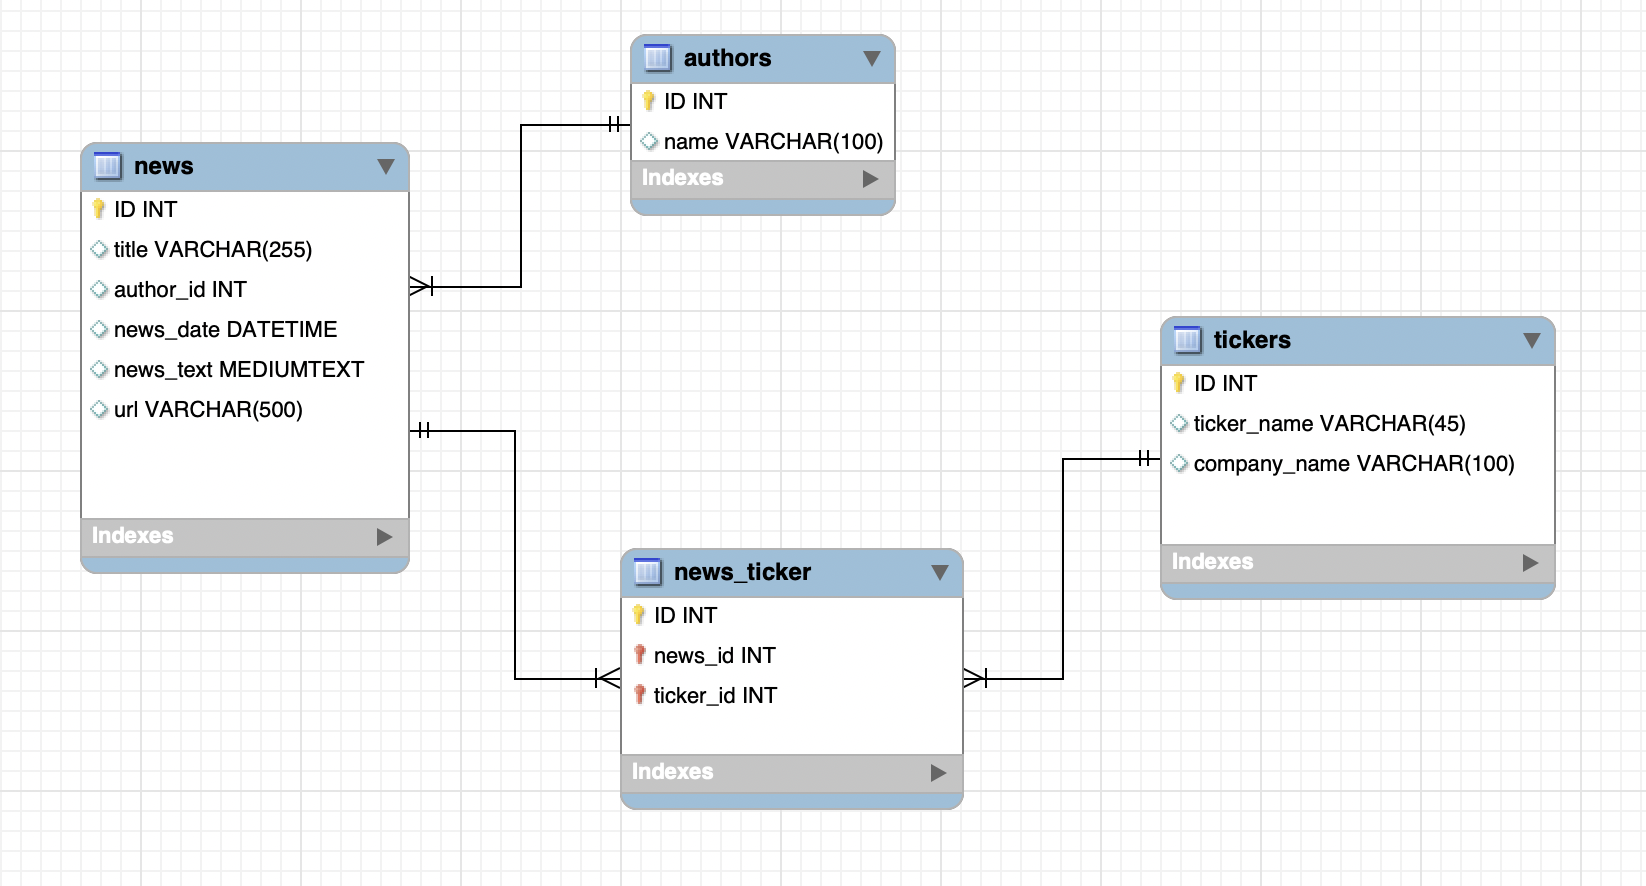 authors
ID INT
name VARCHAR(100)
Indexes
news
ID INT
title VARCHAR(255)
author_id INT
news_date DATETIME
news_text MEDIUMTEXT
url VARCHAR(500)
Indexes
tickers
ID INT
ticker_name VARCHAR(45)
company_name VARCHAR(100)
Indexes
news_ticker
ID INT
news_id INT
ticker_id INT
Indexes